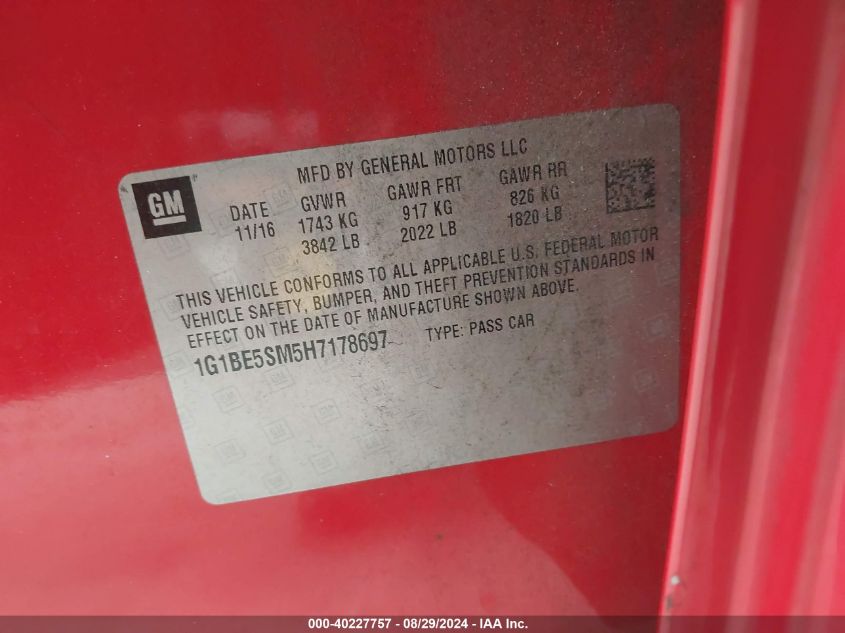 MFD BY GENERAL MOTORS LLC
GM
DATE GVWR GAWR FRT GAWR RR
11/16 1743 KG 917 KG 826 KG
3842 LB 2022 LB 1820 LB
THIS VEHICLE CONFORMS TO ALL APPLICABLE U.S. FEDERAL MOTOR
VEHICLE SAFETY, BUMPER, AND THEFT PREVENTION STANDARDS IN
EFFECT ON THE DATE OF MANUFACTURE SHOWN ABOVE.
1G1BE5SM5H7178697 TYPE: PASS CAR
000-40227757 - 08/29/2024 - IAA Inc.